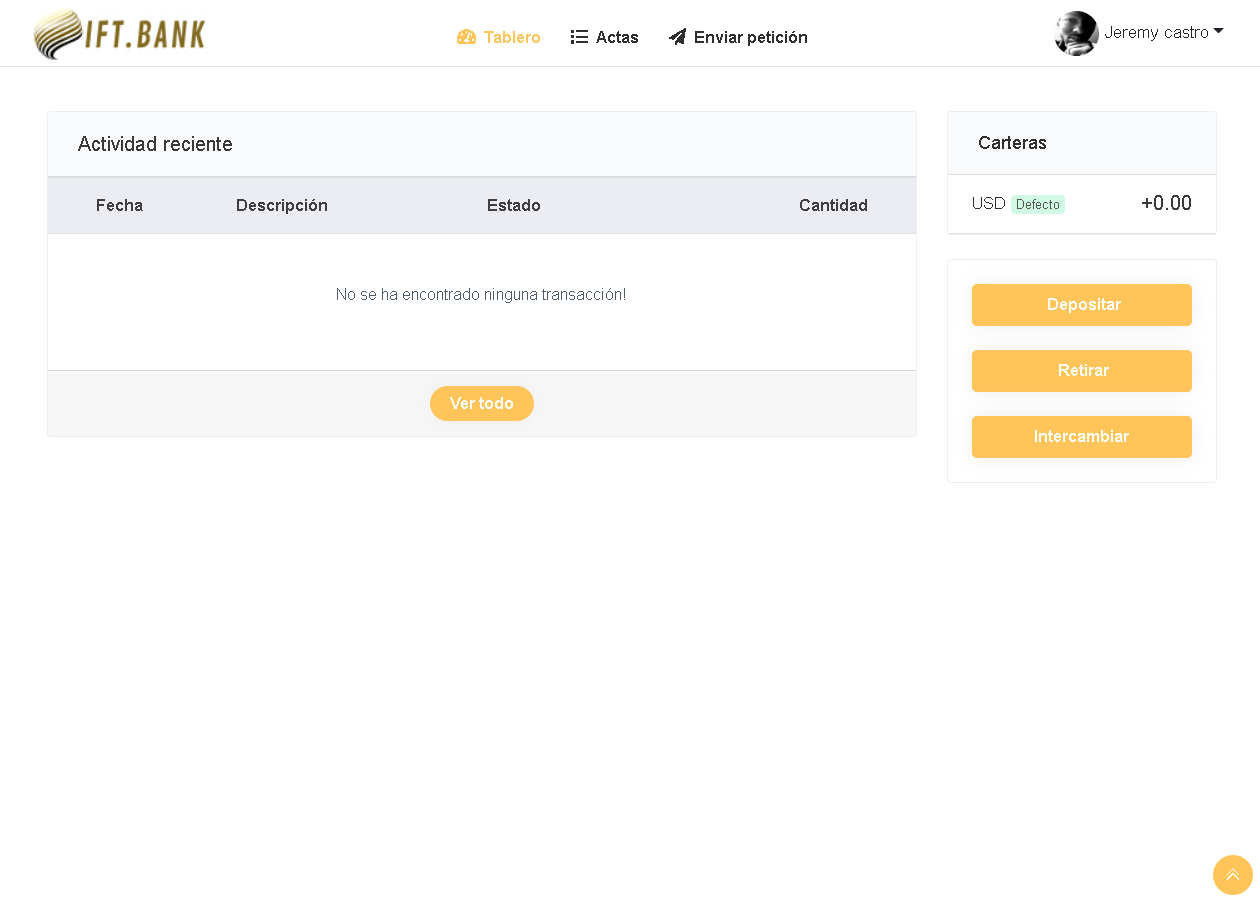 IFT.BANK
Tablero
Actas
Enviar petición
Jeremy castro
Actividad reciente
Fecha Descripción Estado Cantidad
No se ha encontrado ninguna transacción!
Ver todo
Carteras
USD Defecto +0.00
Depositar
Retirar
Intercambiar